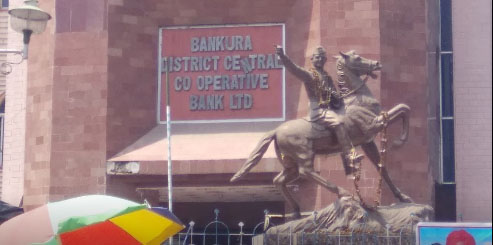 BANKURA
DISTRICT CENTRAL
CO OPERATIVE
BANK LTD